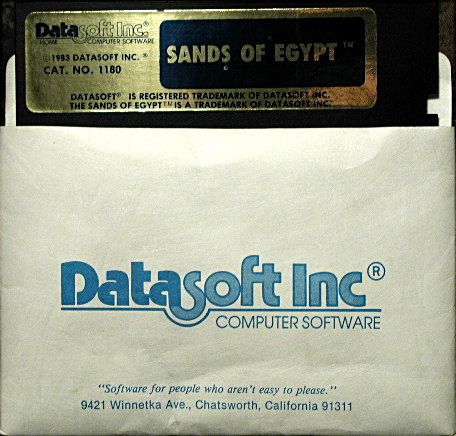 Datasoft Inc.®
HOME COMPUTER SOFTWARE
©1983 DATASOFT INC.®
CAT. NO. 1180
SANDS OF EGYPT™
DATASOFT® IS REGISTERED TRADEMARK OF DATASOFT INC.
THE SANDS OF EGYPT™ IS A TRADEMARK OF DATASOFT INC.
Datasoft Inc®
COMPUTER SOFTWARE
"Software for people who aren't easy to please."
9421 Winnetka Ave., Chatsworth, California 91311